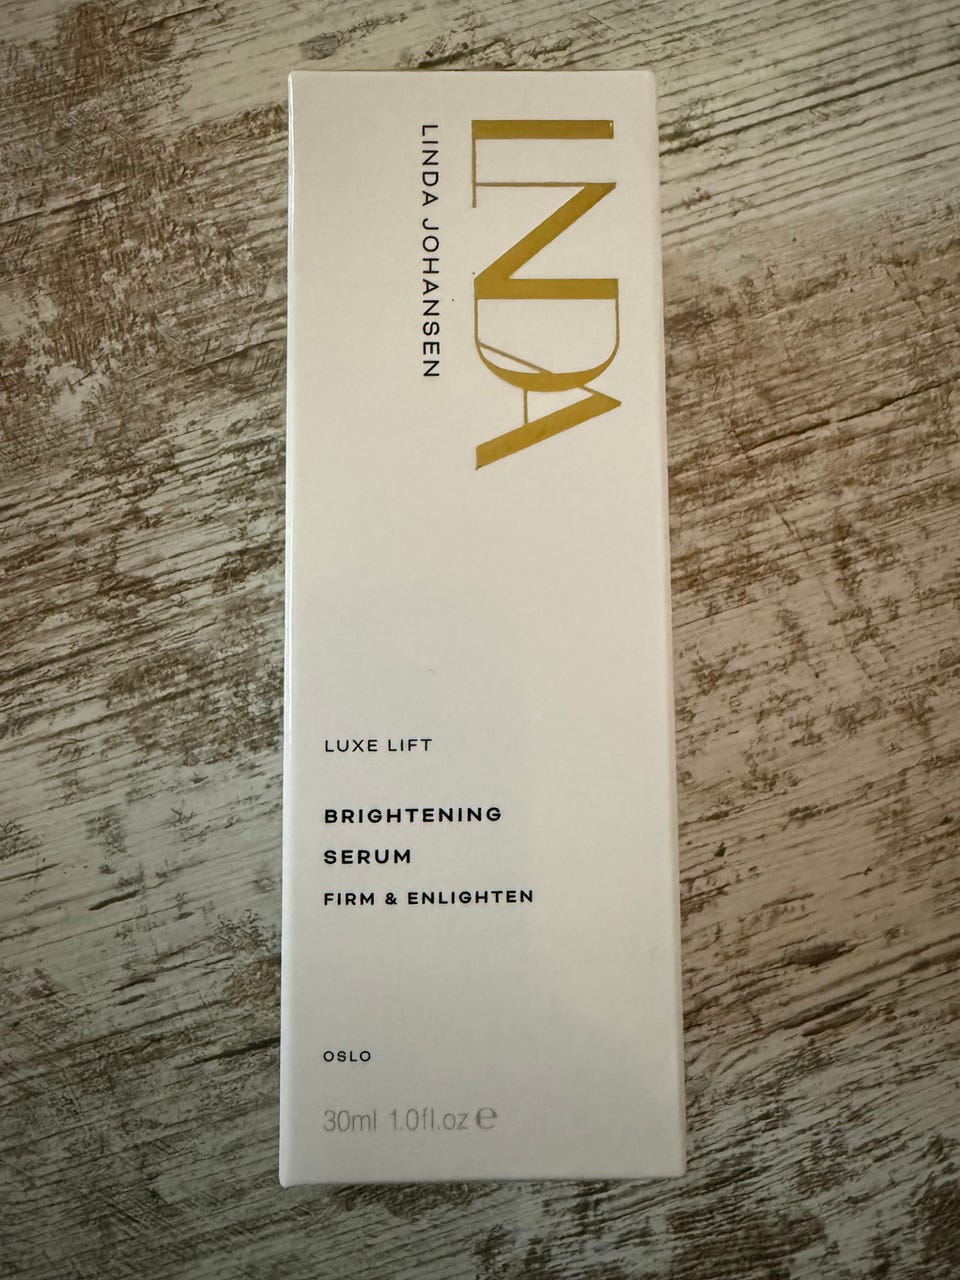 LNDA
LINDA JOHANSEN
LUXE LIFT
BRIGHTENING
SERUM
FIRM & ENLIGHTEN
OSLO
30ml 1.0fl.oz ℮